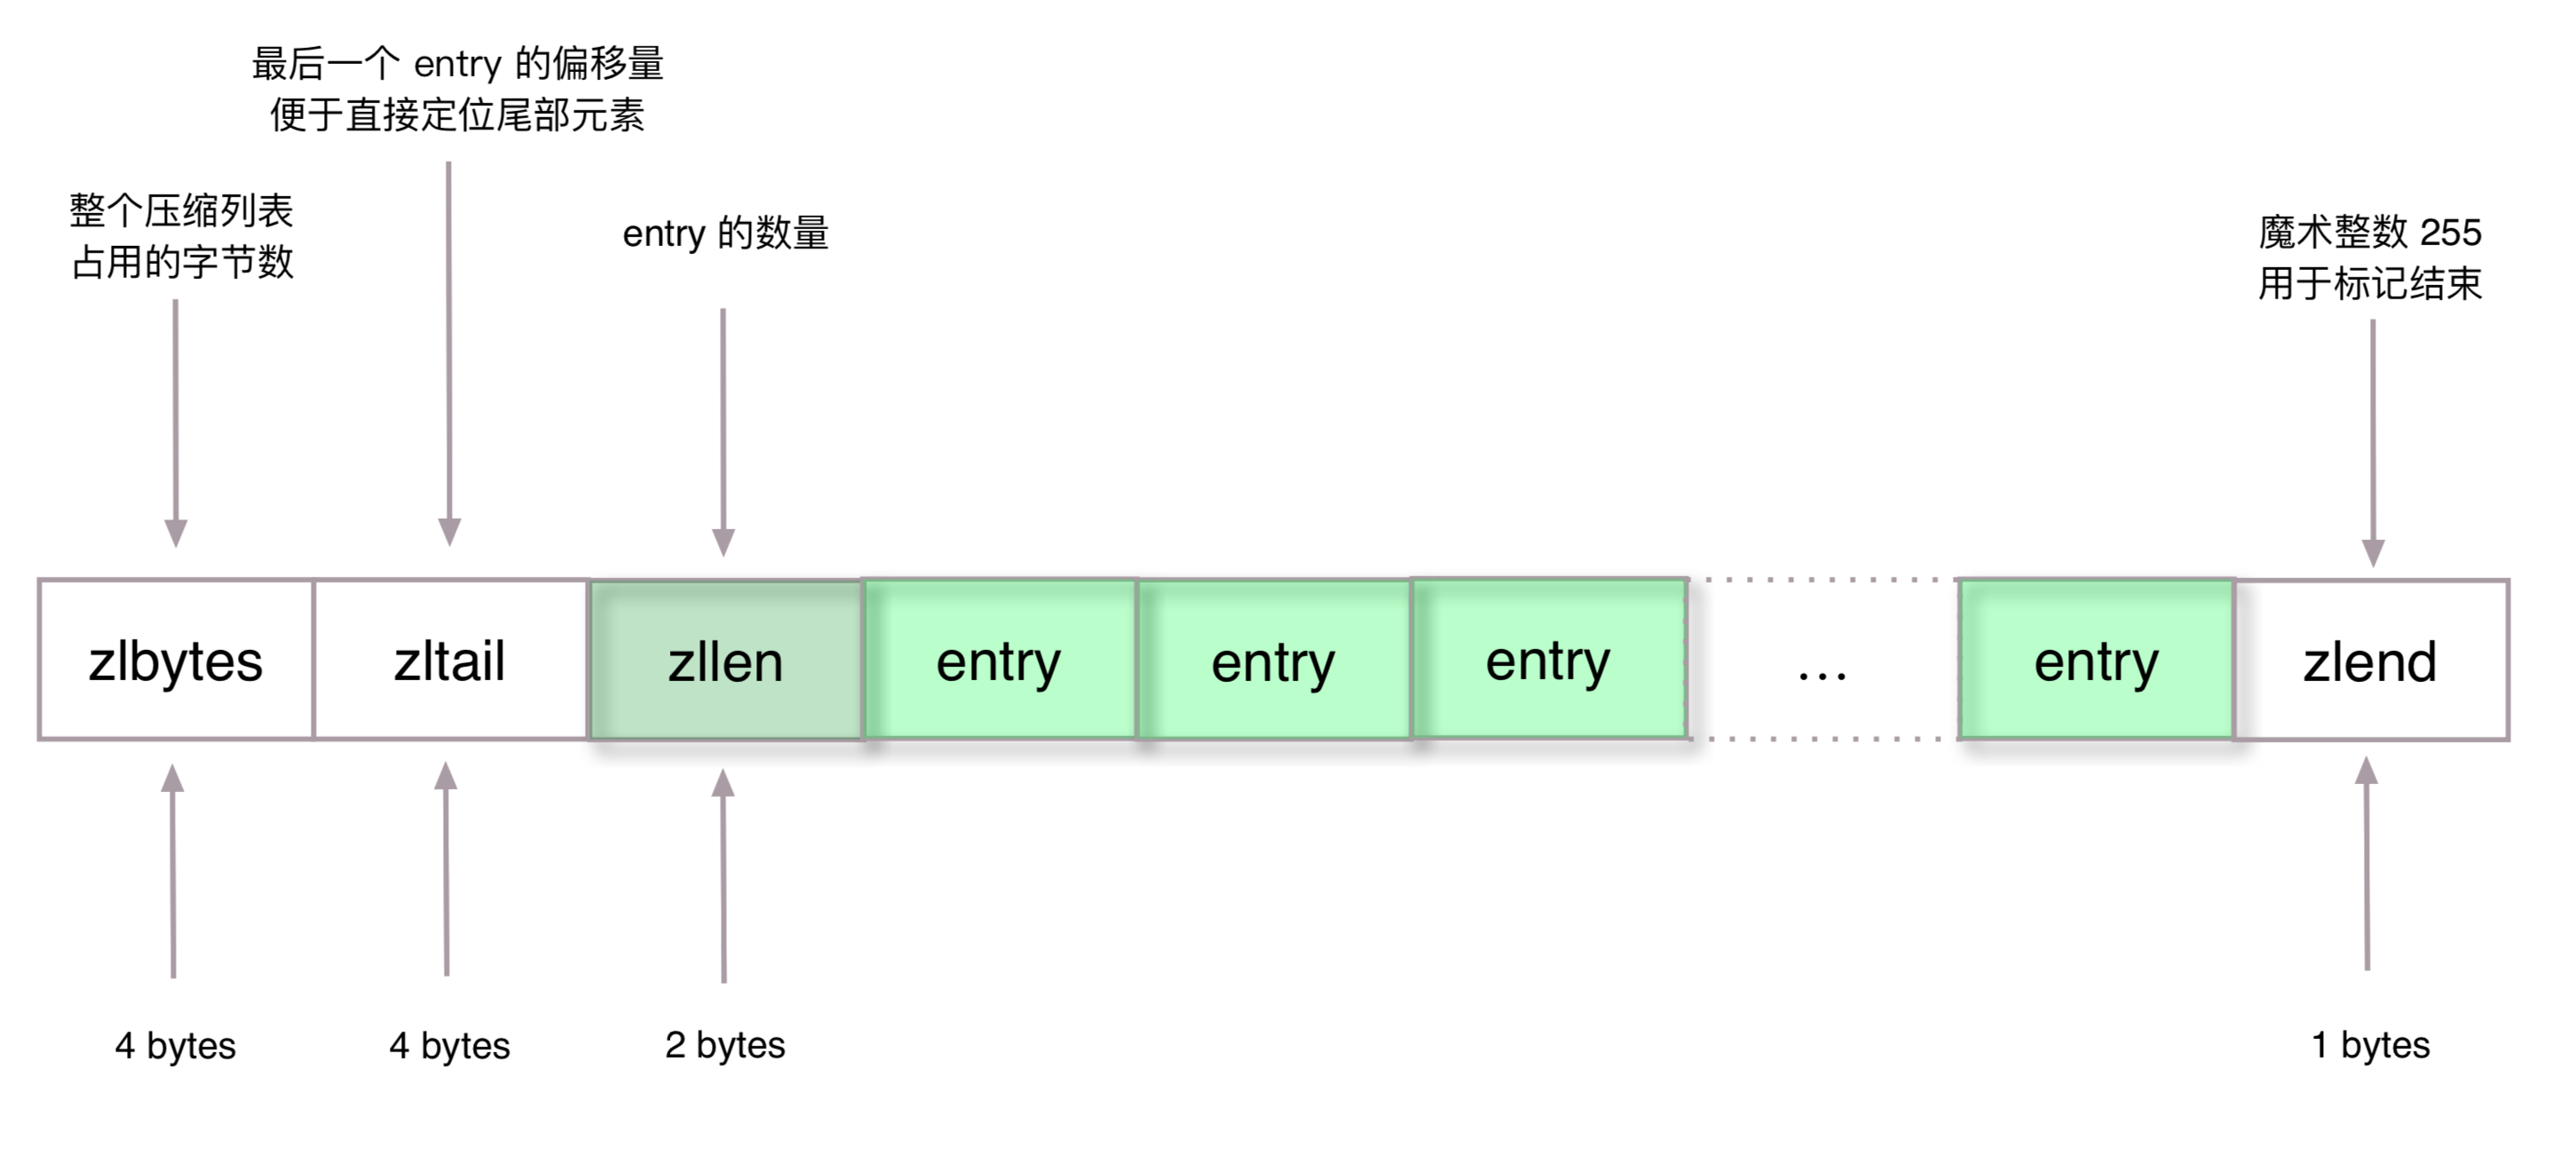 最后一个 entry 的偏移量
便于直接定位尾部元素
整个压缩列表
占用的字节数
entry 的数量
魔术整数 255
用于标记结束
zlbytes
zltail
zllen
entry
entry
entry
...
entry
zlend
4 bytes
4 bytes
2 bytes
1 bytes